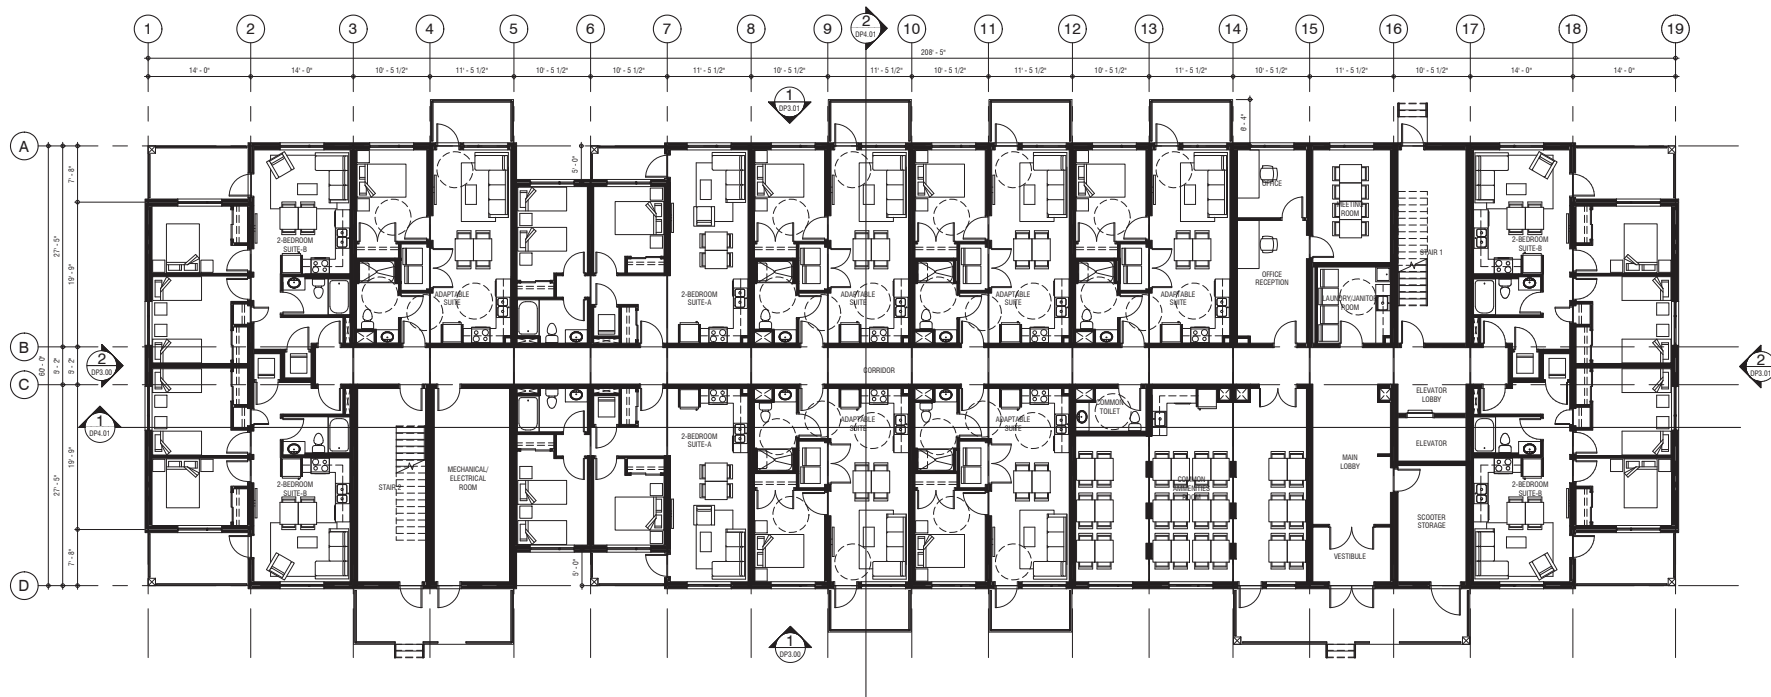 1 2 3 4 5 6 7 8 9 10 11 12 13 14 15 16 17 18 19
2
DP4.01
208' - 5"
14' - 0" 14' - 0" 10' - 5 1/2" 11' - 5 1/2" 10' - 5 1/2" 10' - 5 1/2" 11' - 5 1/2" 10' - 5 1/2" 11' - 5 1/2" 10' - 5 1/2" 11' - 5 1/2" 10' - 5 1/2" 11' - 5 1/2" 10' - 5 1/2" 11' - 5 1/2" 10' - 5 1/2" 14' - 0" 14' - 0"
1
DP3.01
6' - 4"
A
7' - 8"
5' - 0"
OFFICE
MEETING
ROOM
27' - 5"
2-BEDROOM
SUITE-B
STAIR 1
2-BEDROOM
SUITE-B
19' - 9"
OFFICE
RECEPTION
ADAPTABLE
SUITE
2-BEDROOM
SUITE-A
ADAPTABLE
SUITE
ADAPTABLE
SUITE
ADAPTABLE
SUITE
LAUNDRY/JANITOR
ROOM
B
60' - 0"
9' - 2"
2
DP3.00
CORRIDOR
2
DP3.01
C
ELEVATOR
LOBBY
COMMON
TOILET
1
DP4.01
ADAPTABLE
SUITE
ADAPTABLE
SUITE
2-BEDROOM
SUITE-A
ELEVATOR
19' - 9"
27' - 5"
MAIN
LOBBY
MECHANICAL/
ELECTRICAL
ROOM
2-BEDROOM
SUITE-B
STAIR 2
COMMON
AMENITIES
ROOM
2-BEDROOM
SUITE-B
SCOOTER
STORAGE
VESTIBULE
7' - 8"
5' - 0"
D
1
DP3.00